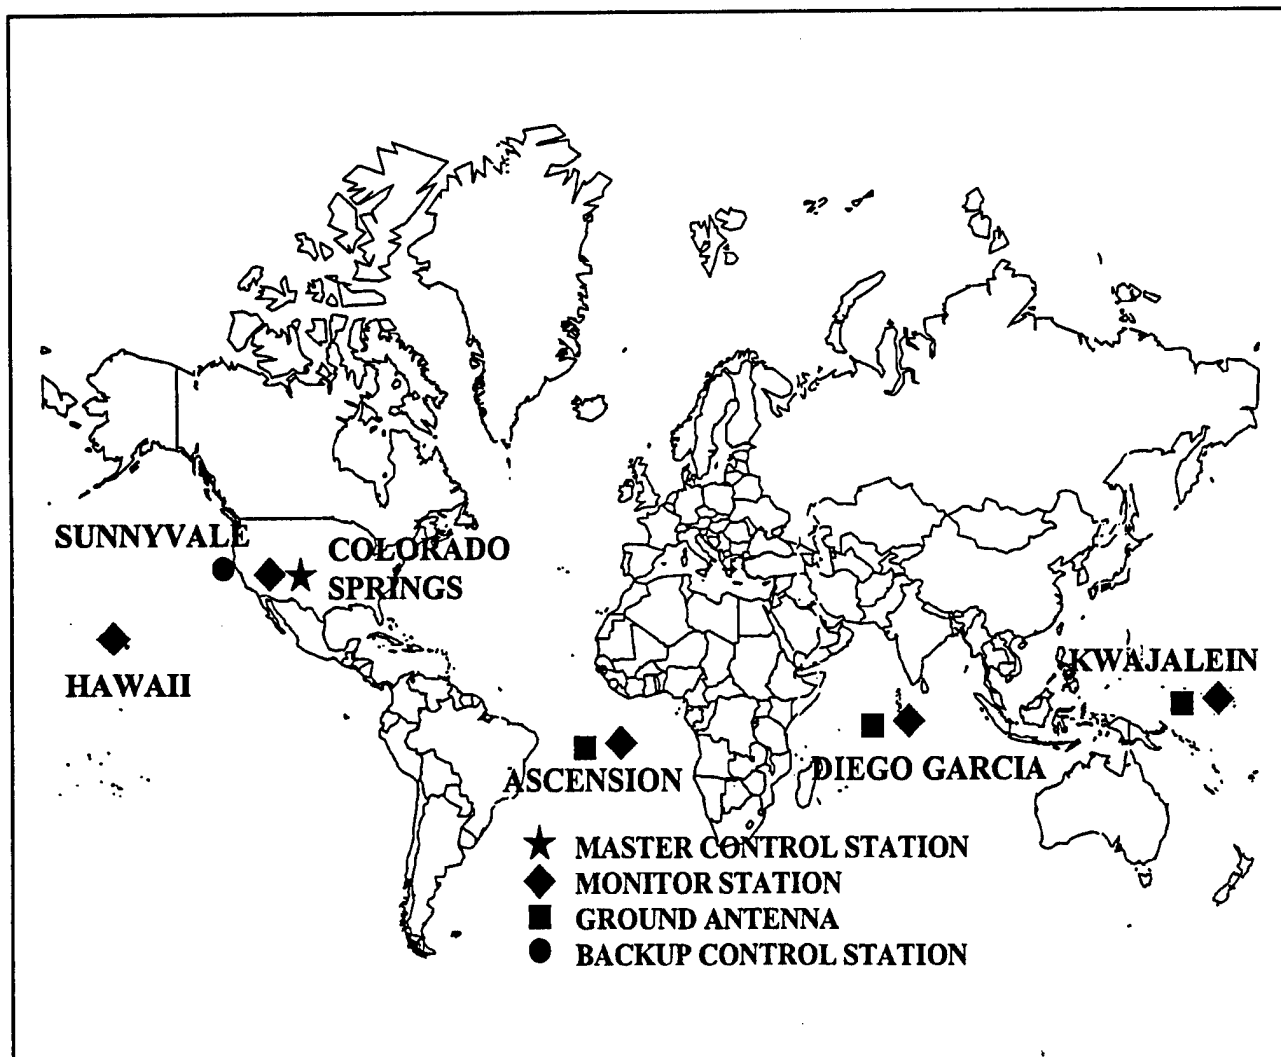 SUNNYVALE
COLORADO
SPRINGS
HAWAII
KWAJALEIN
ASCENSION
DIEGO GARCIA
MASTER CONTROL STATION
MONITOR STATION
GROUND ANTENNA
BACKUP CONTROL STATION